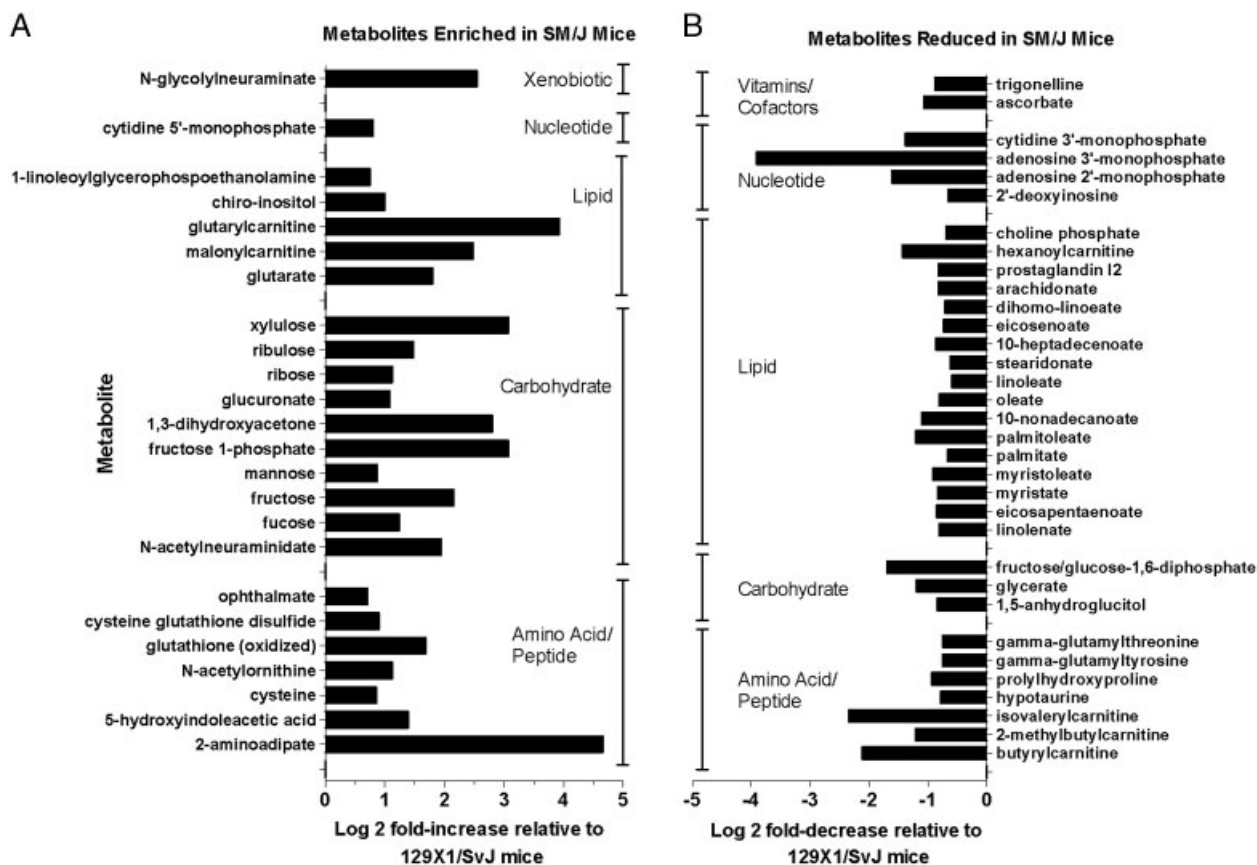 A
Metabolites Enriched in SM/J Mice
N-glycolylneuraminate
Xenobiotic
cytidine 5'-monophosphate
Nucleotide
1-linoleoylglycerophospoethanolamine
Lipid
chiro-inositol
glutarylcarnitine
malonylcarnitine
glutarate
xylulose
ribulose
ribose
Carbohydrate
glucuronate
1,3-dihydroxyacetone
fructose 1-phosphate
mannose
fructose
fucose
N-acetylneuraminidate
ophthalmate
cysteine glutathione disulfide
Amino Acid/
Peptide
glutathione (oxidized)
N-acetylornithine
cysteine
5-hydroxyindoleacetic acid
2-aminoadipate
Metabolite
0 1 2 3 4 5
Log 2 fold-increase relative to
129X1/SvJ mice
B
Metabolites Reduced in SM/J Mice
Vitamins/
Cofactors
trigonelline
ascorbate
Nucleotide
cytidine 3'-monophosphate
adenosine 3'-monophosphate
adenosine 2'-monophosphate
2'-deoxyinosine
Lipid
choline phosphate
hexanoylcarnitine
prostaglandin I2
arachidonate
dihomo-linoeate
eicosenoate
10-heptadecenoate
stearidonate
linoleate
oleate
10-nonadecanoate
palmitoleate
palmitate
myristoleate
myristate
eicosapentaenoate
linolenate
Carbohydrate
fructose/glucose-1,6-diphosphate
glycerate
1,5-anhydroglucitol
Amino Acid/
Peptide
gamma-glutamylthreonine
gamma-glutamyltyrosine
prolylhydroxyproline
hypotaurine
isovalerylcarnitine
2-methylbutylcarnitine
butyrylcarnitine
-5 -4 -3 -2 -1 0
Log 2 fold-decrease relative to
129X1/SvJ mice